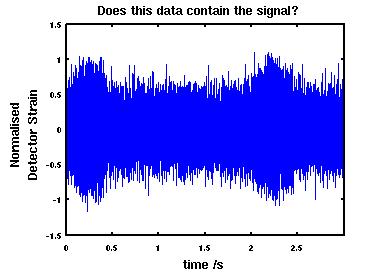 Does this data contain the signal?
Normalised
Detector Strain
1.5
1
0.5
0
-0.5
-1
-1.5
0 0.5 1 1.5 2 2.5
time /s